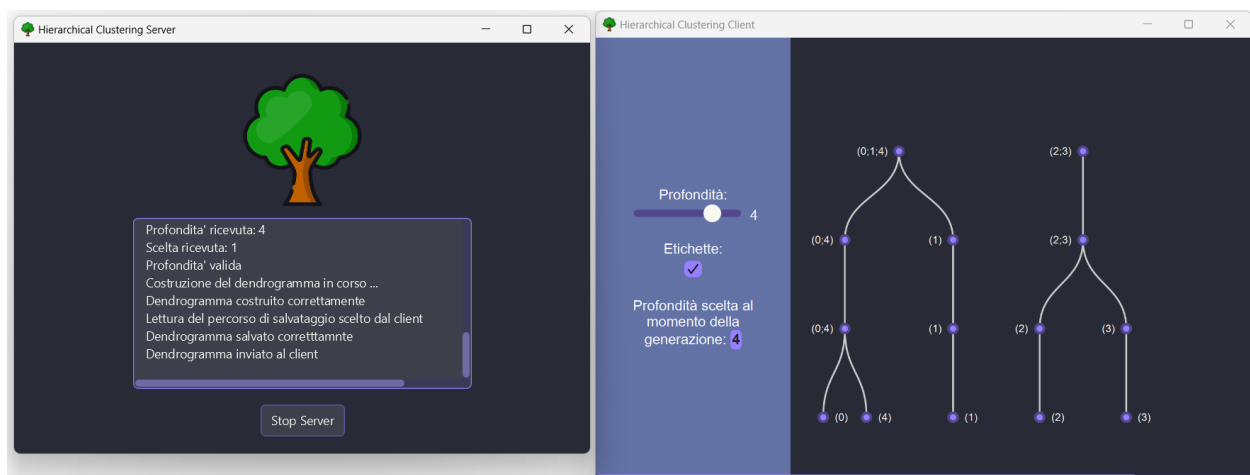 Hierarchical Clustering Server
Profondita' ricevuta: 4
Scelta ricevuta: 1
Profondita' valida
Costruzione del dendrogramma in corso ...
Dendrogramma costruito correttamente
Lettura del percorso di salvataggio scelto dal client
Dendrogramma salvato corretttamnte
Dendrogramma inviato al client
Stop Server
Hierarchical Clustering Client
Profondità:
4
Etichette:
Profondità scelta al
momento della
generazione: 4
(0;1;4) (2;3)
(0;4) (1) (2;3)
(0;4) (1) (2) (3)
(0) (4) (1) (2) (3)